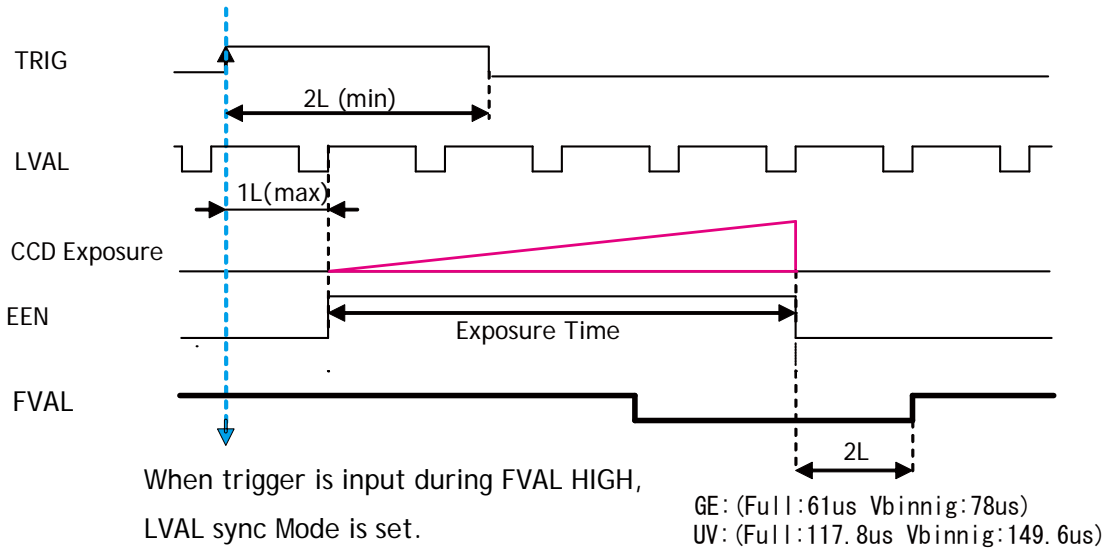 TRIG
2L (min)
LVAL
1L(max)
CCD Exposure
EEN
Exposure Time
FVAL
2L
When trigger is input during FVAL HIGH,
LVAL sync Mode is set.
GE:(Full:61us Vbinnig:78us)
UV:(Full:117.8us Vbinnig:149.6us)